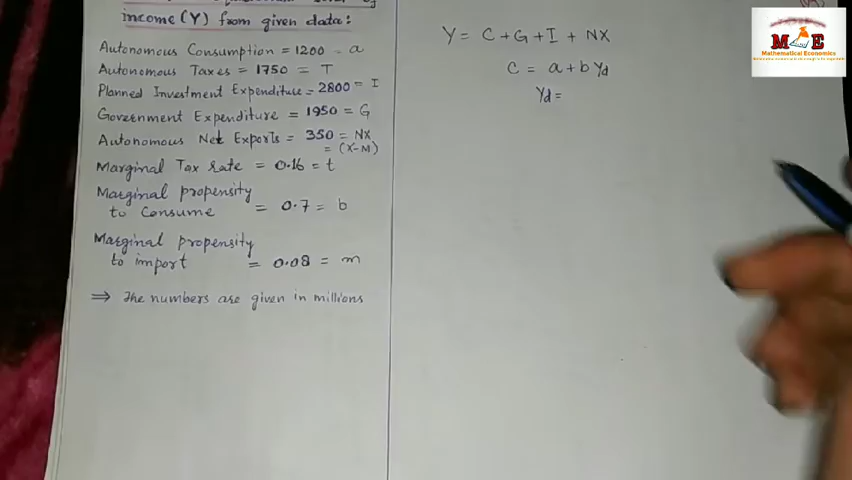 income (Y) from given data:
Autonomous Consumption = 1200 = a
Autonomous Taxes = 1750 = T
Planned Investment Expenditure = 2800 = I
Government Expenditure = 1950 = G
Autonomous Net Exports = 350 = NX
= (X-M)
Marginal Tax rate = 0.16 = t
Marginal propensity
to Consume = 0.7 = b
Marginal propensity
to import = 0.08 = m
⇒ The numbers are given in millions
Y = C + G + I + NX
C = a + b Yd
Yd =
M E
Mathematical Economics